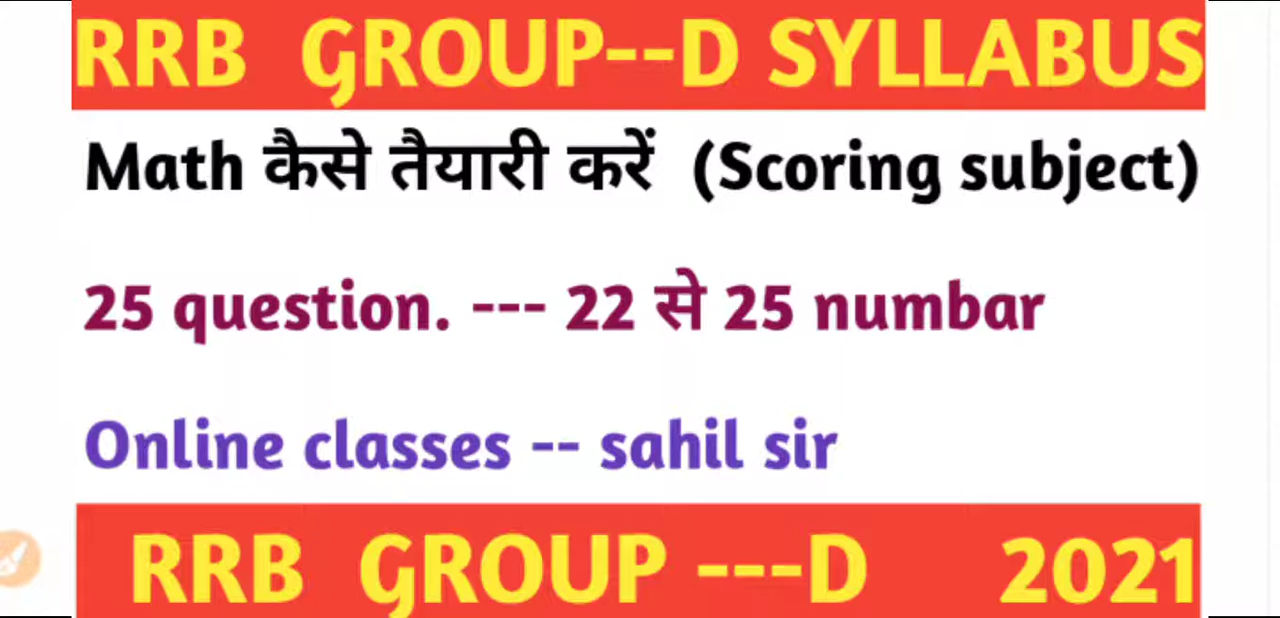 RRB GROUP--D SYLLABUS
Math कैसे तैयारी करें (Scoring subject)
25 question. --- 22 से 25 numbar
Online classes -- sahil sir
RRB GROUP ---D 2021